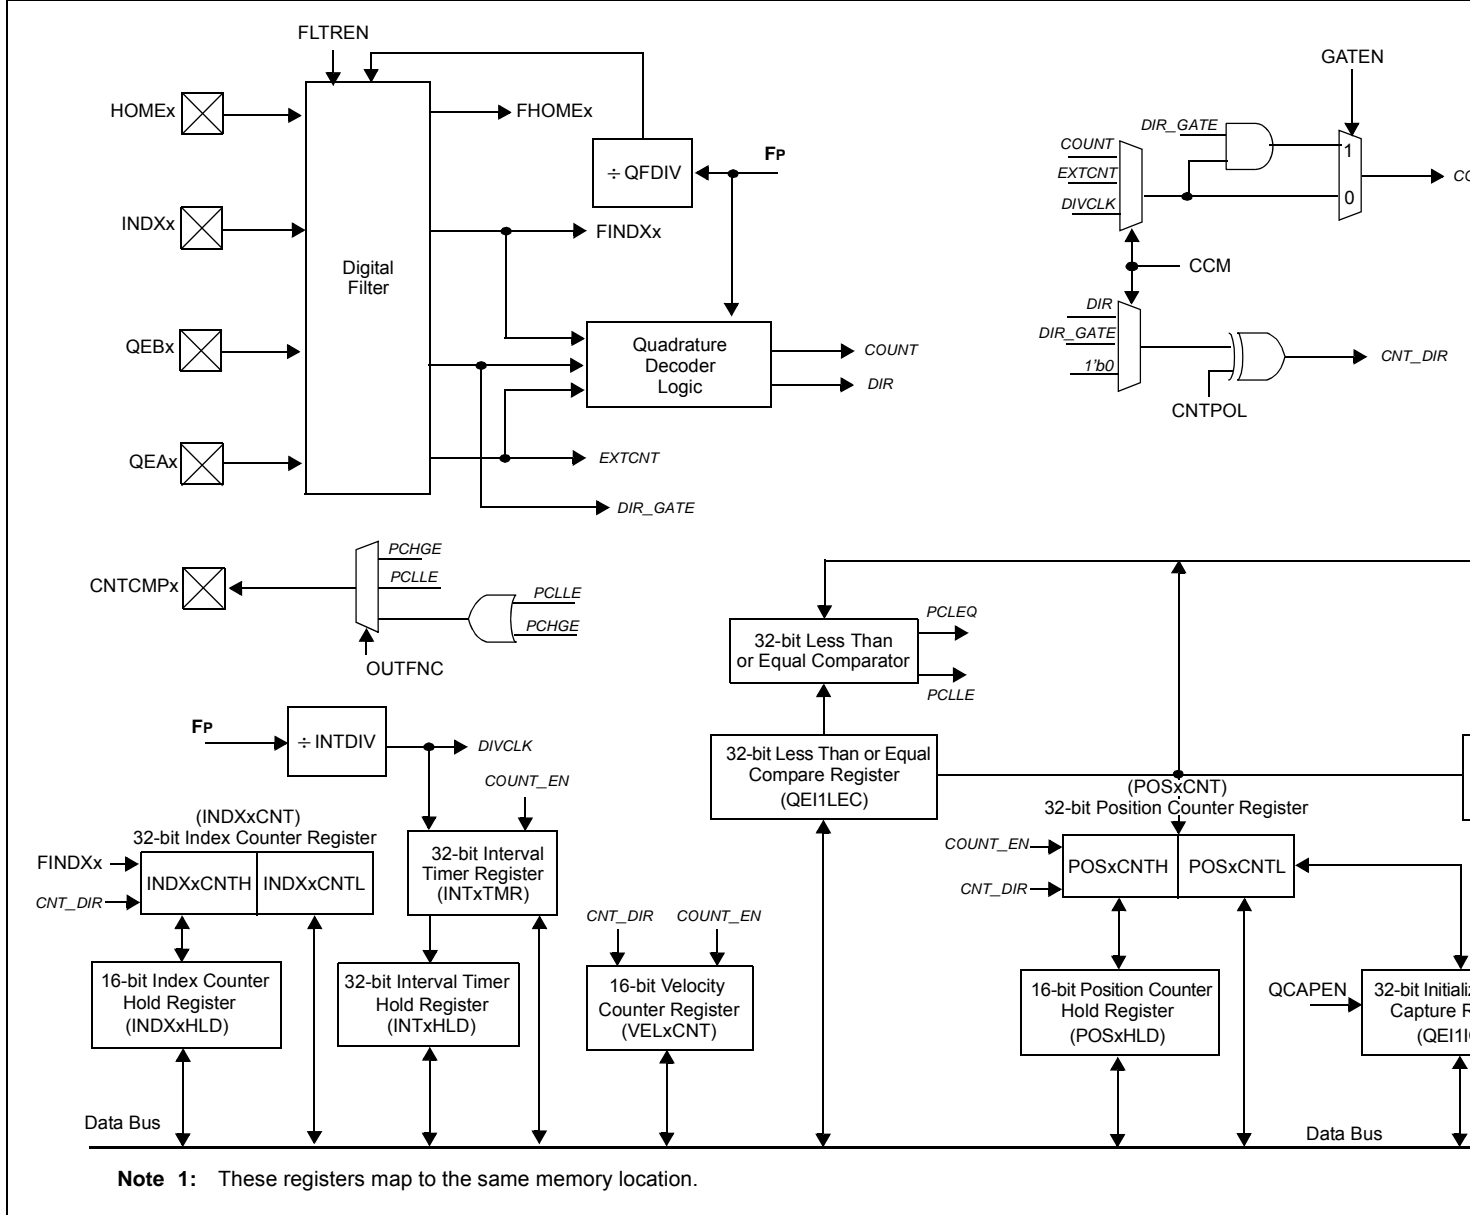 FLTREN
HOMEx
FHOMEx
÷ QFDIV
FP
INDXx
FINDXx
Digital
Filter
QEBx
Quadrature
Decoder
Logic
COUNT
DIR
QEAx
EXTCNT
DIR_GATE
GATEN
DIR_GATE
COUNT
EXTCNT
DIVCLK
1
0
CCM
DIR
DIR_GATE
1'b0
CNT_DIR
CNTPOL
PCHGE
CNTCMPx
PCLLE
PCLLE
PCHGE
OUTFNC
32-bit Less Than
or Equal Comparator
PCLEQ
PCLLE
FP
÷ INTDIV
DIVCLK
COUNT_EN
32-bit Less Than or Equal
Compare Register
(QEI1LEC)
(POSxCNT)
32-bit Position Counter Register
(INDXxCNT)
32-bit Index Counter Register
FINDXx
CNT_DIR
INDXxCNTH
INDXxCNTL
32-bit Interval
Timer Register
(INTxTMR)
COUNT_EN
CNT_DIR
POSxCNTH
POSxCNTL
CNT_DIR
COUNT_EN
16-bit Index Counter
Hold Register
(INDXxHLD)
32-bit Interval Timer
Hold Register
(INTxHLD)
16-bit Velocity
Counter Register
(VELxCNT)
16-bit Position Counter
Hold Register
(POSxHLD)
QCAPEN
32-bit
Capture
Data Bus
Data Bus
Note 1: These registers map to the same memory location.